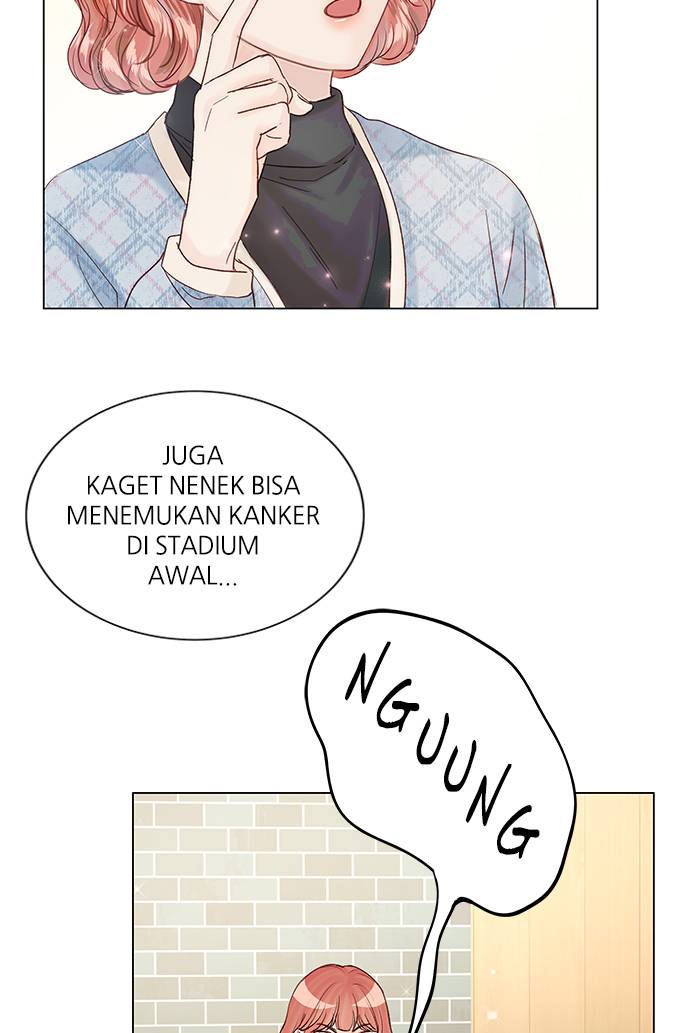 JUGA
KAGET NENEK BISA
MENEMUKAN KANKER
DI STADIUM
AWAL...
NGUUNG